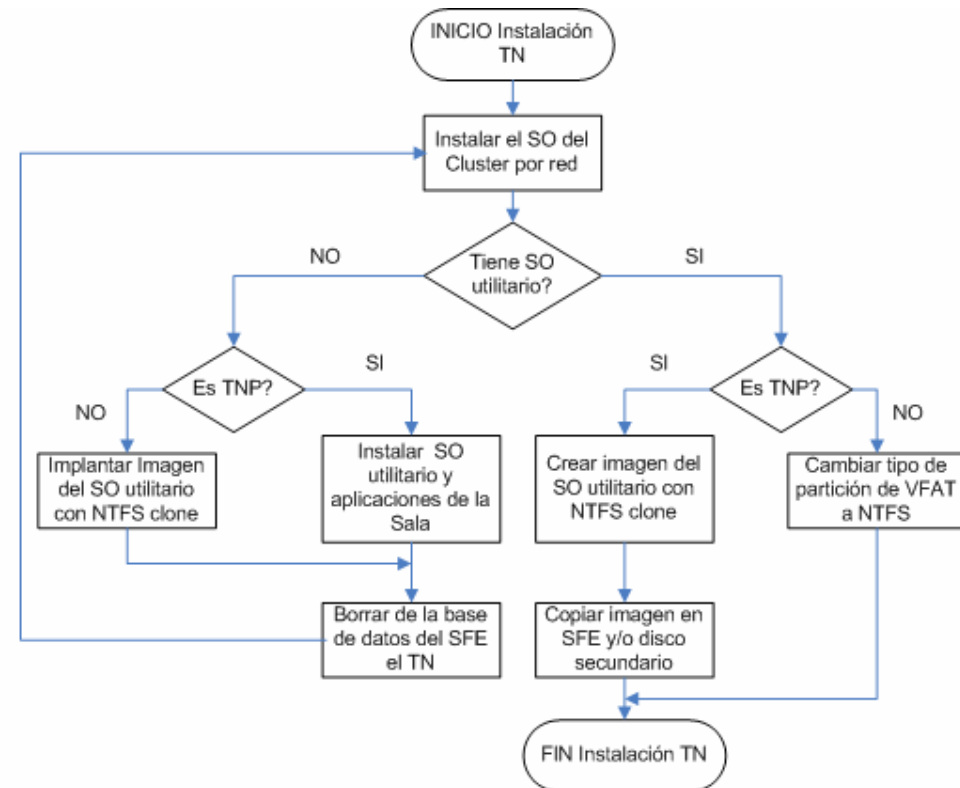 INICIO Instalación
TN
Instalar el SO del
Cluster por red
Tiene SO
utilitario?
NO
SI
Es TNP?
SI
NO
Es TNP?
SI
NO
Implantar Imagen
del SO utilitario
con NTFS clone
Instalar SO
utilitario y
aplicaciones de la
Sala
Crear imagen del
SO utilitario con
NTFS clone
Cambiar tipo de
partición de VFAT
a NTFS
Borrar de la base
de datos del SFE
el TN
Copiar imagen en
SFE y/o disco
secundario
FIN Instalación TN